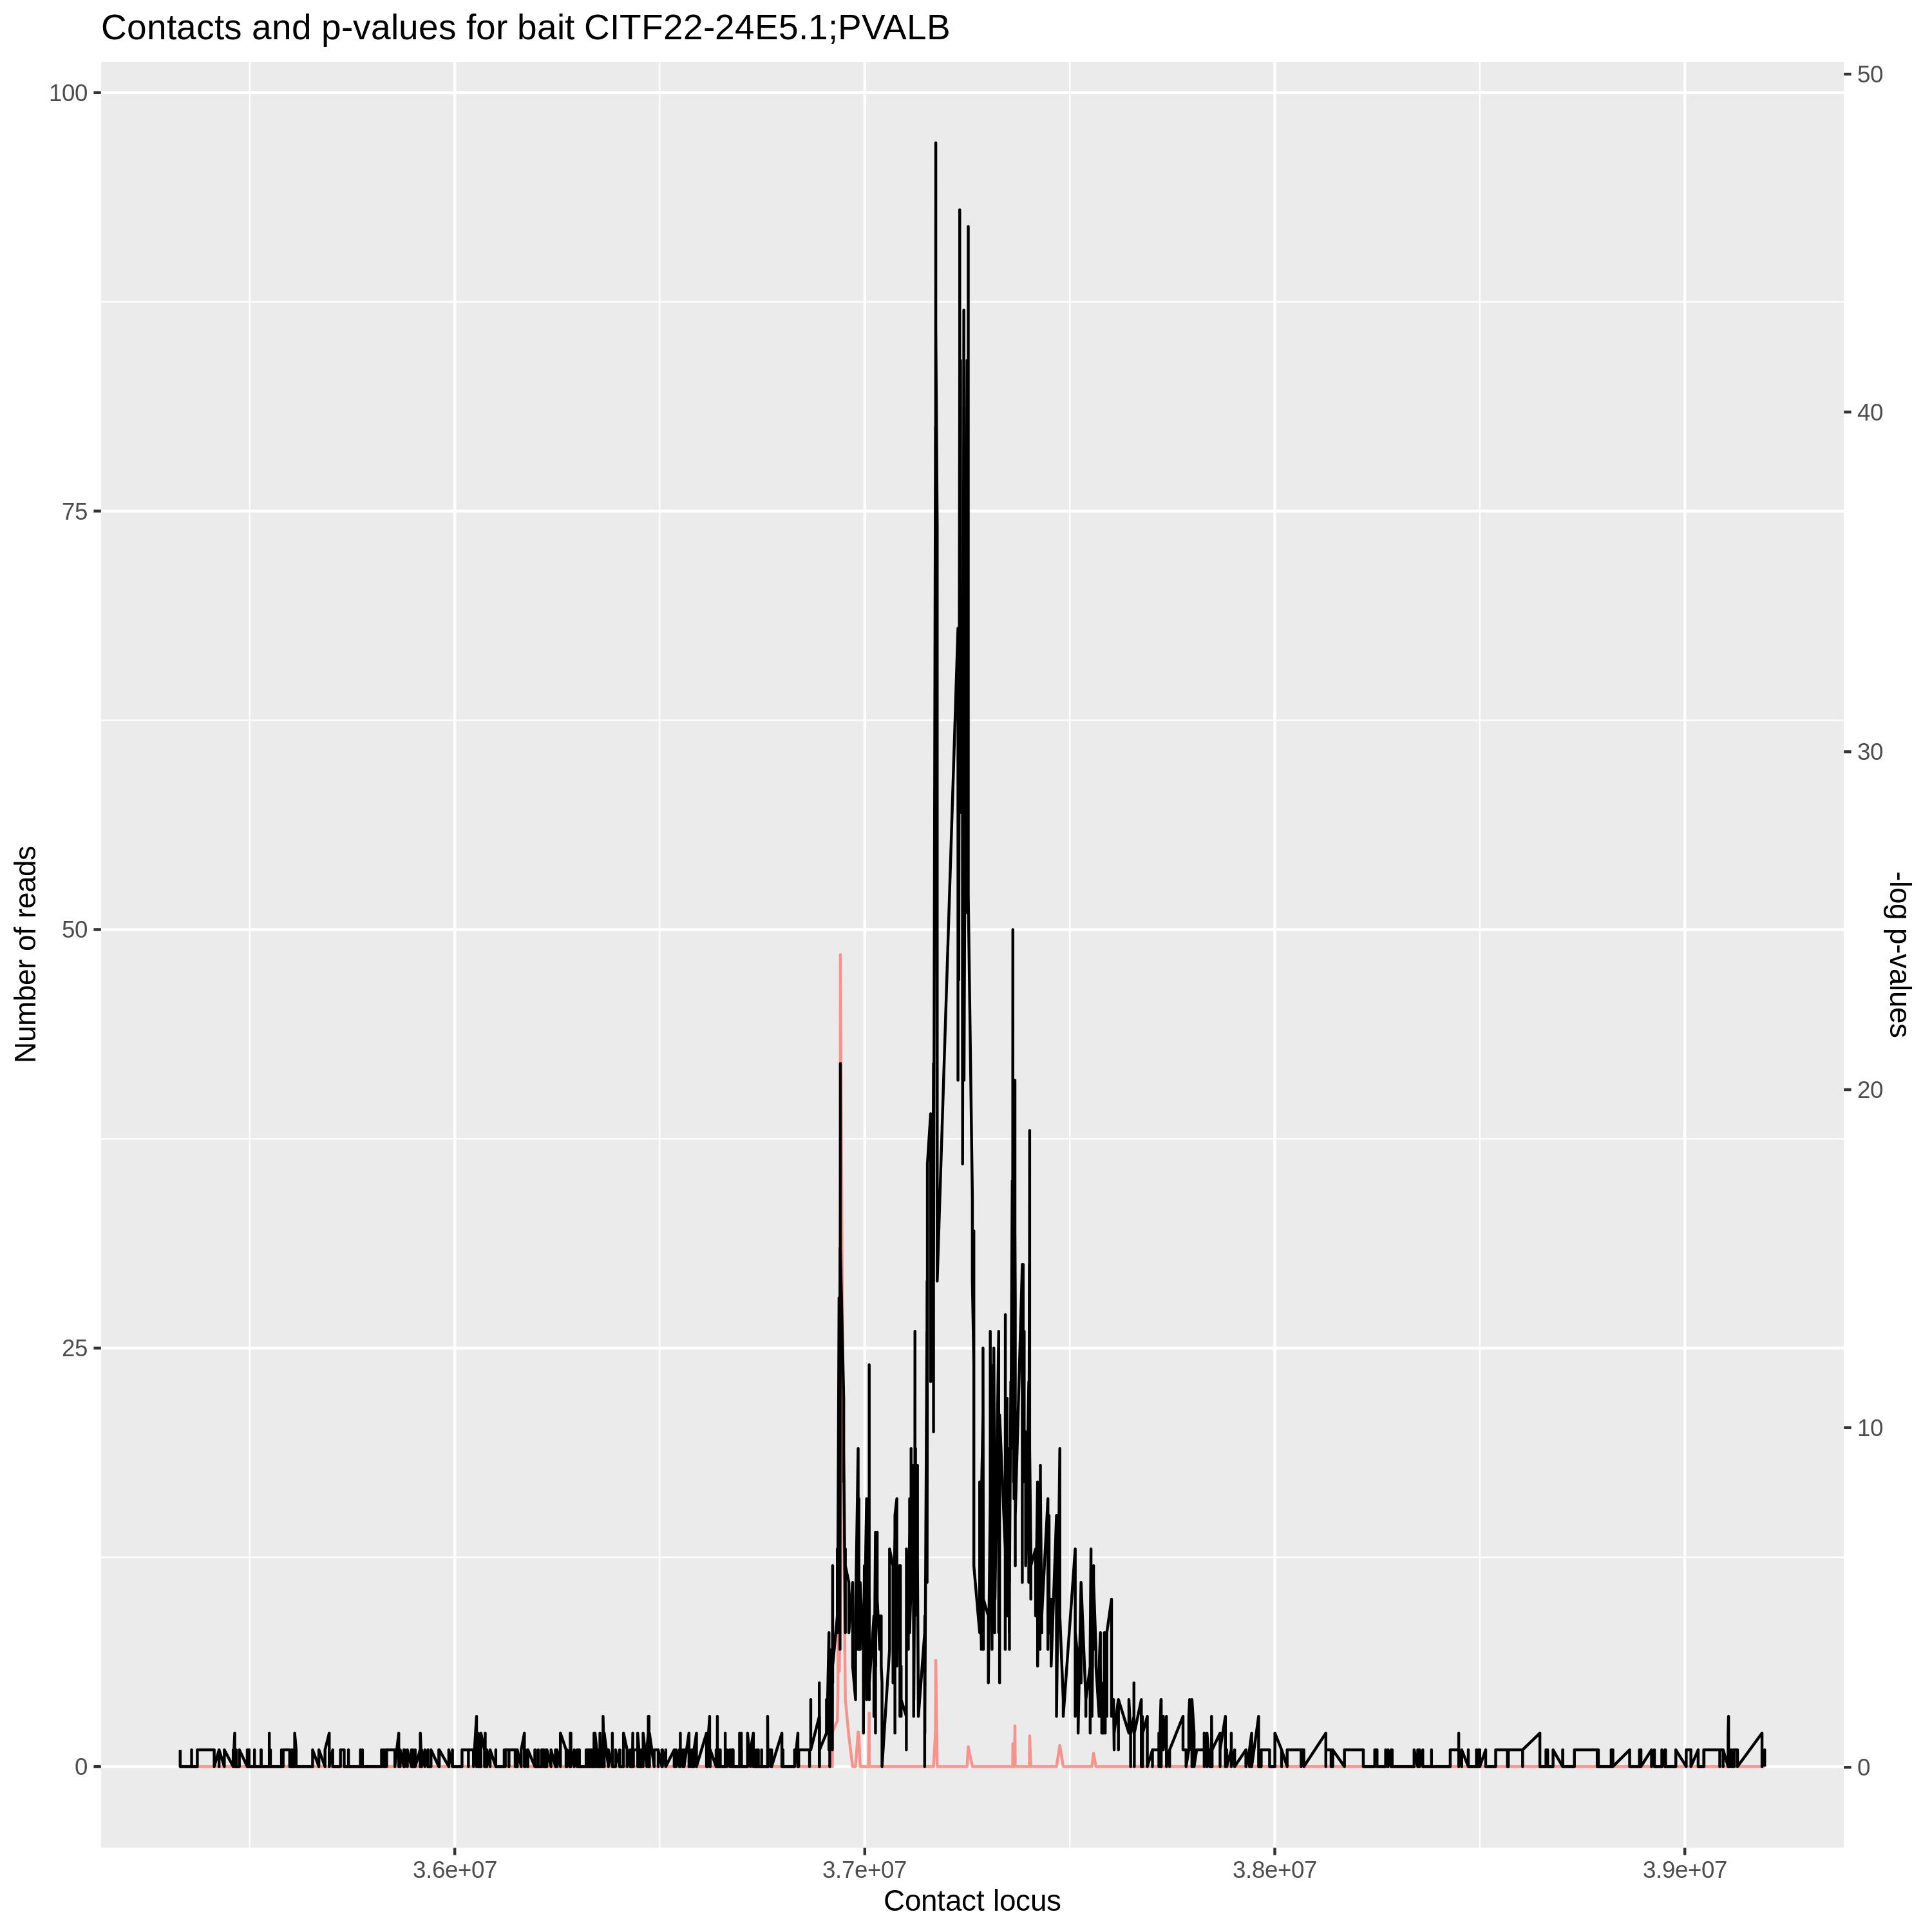 Contacts and p-values for bait CITF22-24E5.1;PVALB
100
75
50
25
0
Number of reads
50
40
30
20
10
0
-log p-values
3.6e+07
3.7e+07
3.8e+07
3.9e+07
Contact locus